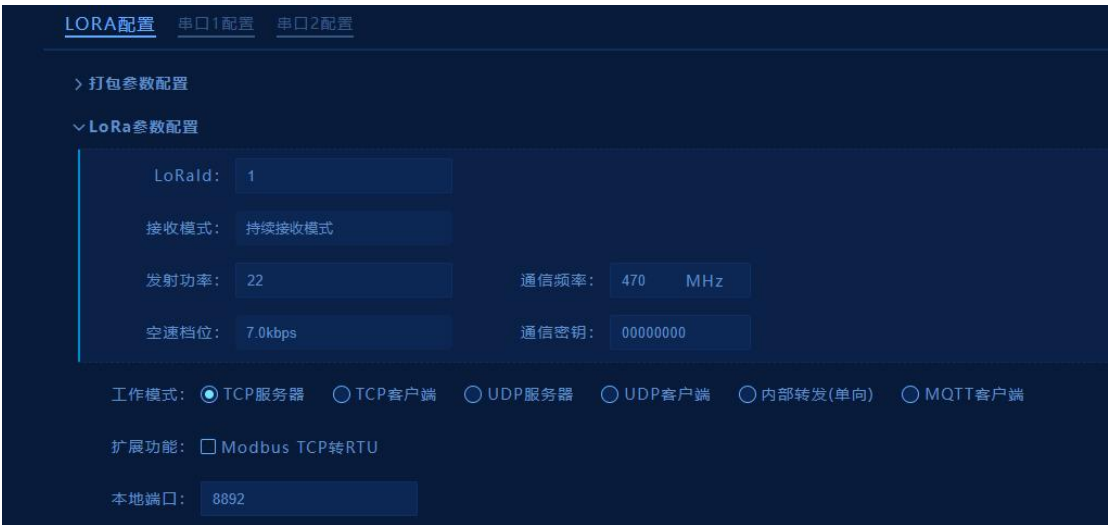 LORA配置 串口1配置 串口2配置
打包参数配置
LoRa参数配置
LoRaId: 1
接收模式: 持续接收模式
发射功率: 22 通信频率: 470 MHz
空速档位: 7.0kbps 通信密钥: 00000000
工作模式: TCP服务器 TCP客户端 UDP服务器 UDP客户端 内部转发(单向) MQTT客户端
扩展功能: Modbus TCP转RTU
本地端口: 8892